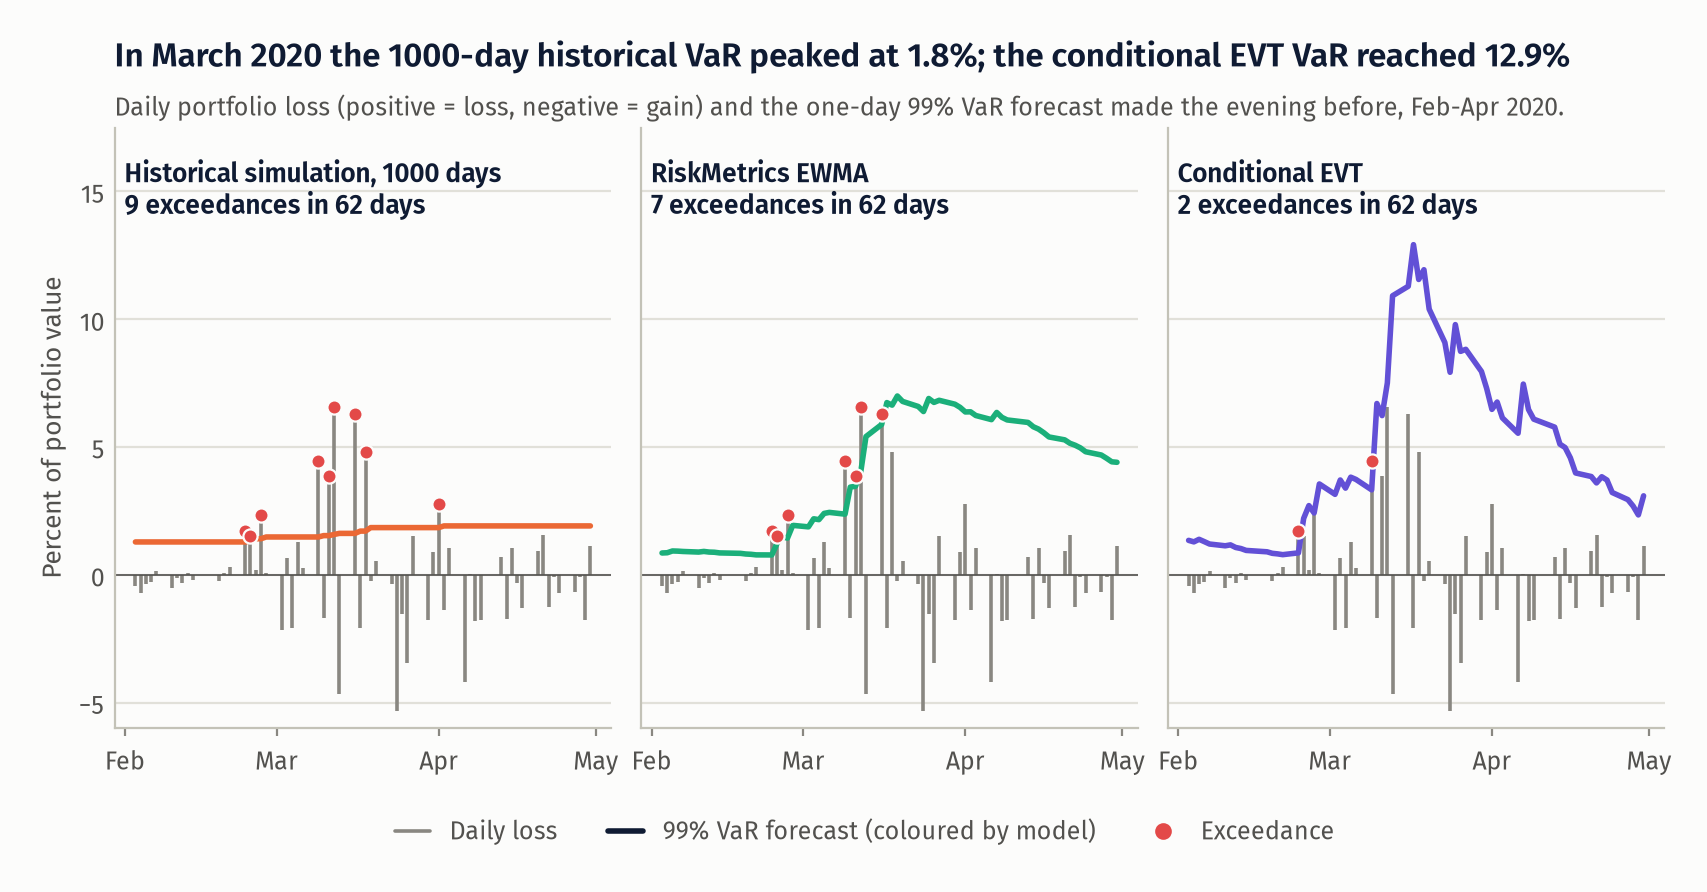 In March 2020 the 1000-day historical VaR peaked at 1.8%; the conditional EVT VaR reached 12.9%
Daily portfolio loss (positive = loss, negative = gain) and the one-day 99% VaR forecast made the evening before, Feb-Apr 2020.
Historical simulation, 1000 days
9 exceedances in 62 days
RiskMetrics EWMA
7 exceedances in 62 days
Conditional EVT
2 exceedances in 62 days
Percent of portfolio value
15
10
5
0
−5
Feb Mar Apr May
Feb Mar Apr May
Feb Mar Apr May
Daily loss
99% VaR forecast (coloured by model)
Exceedance